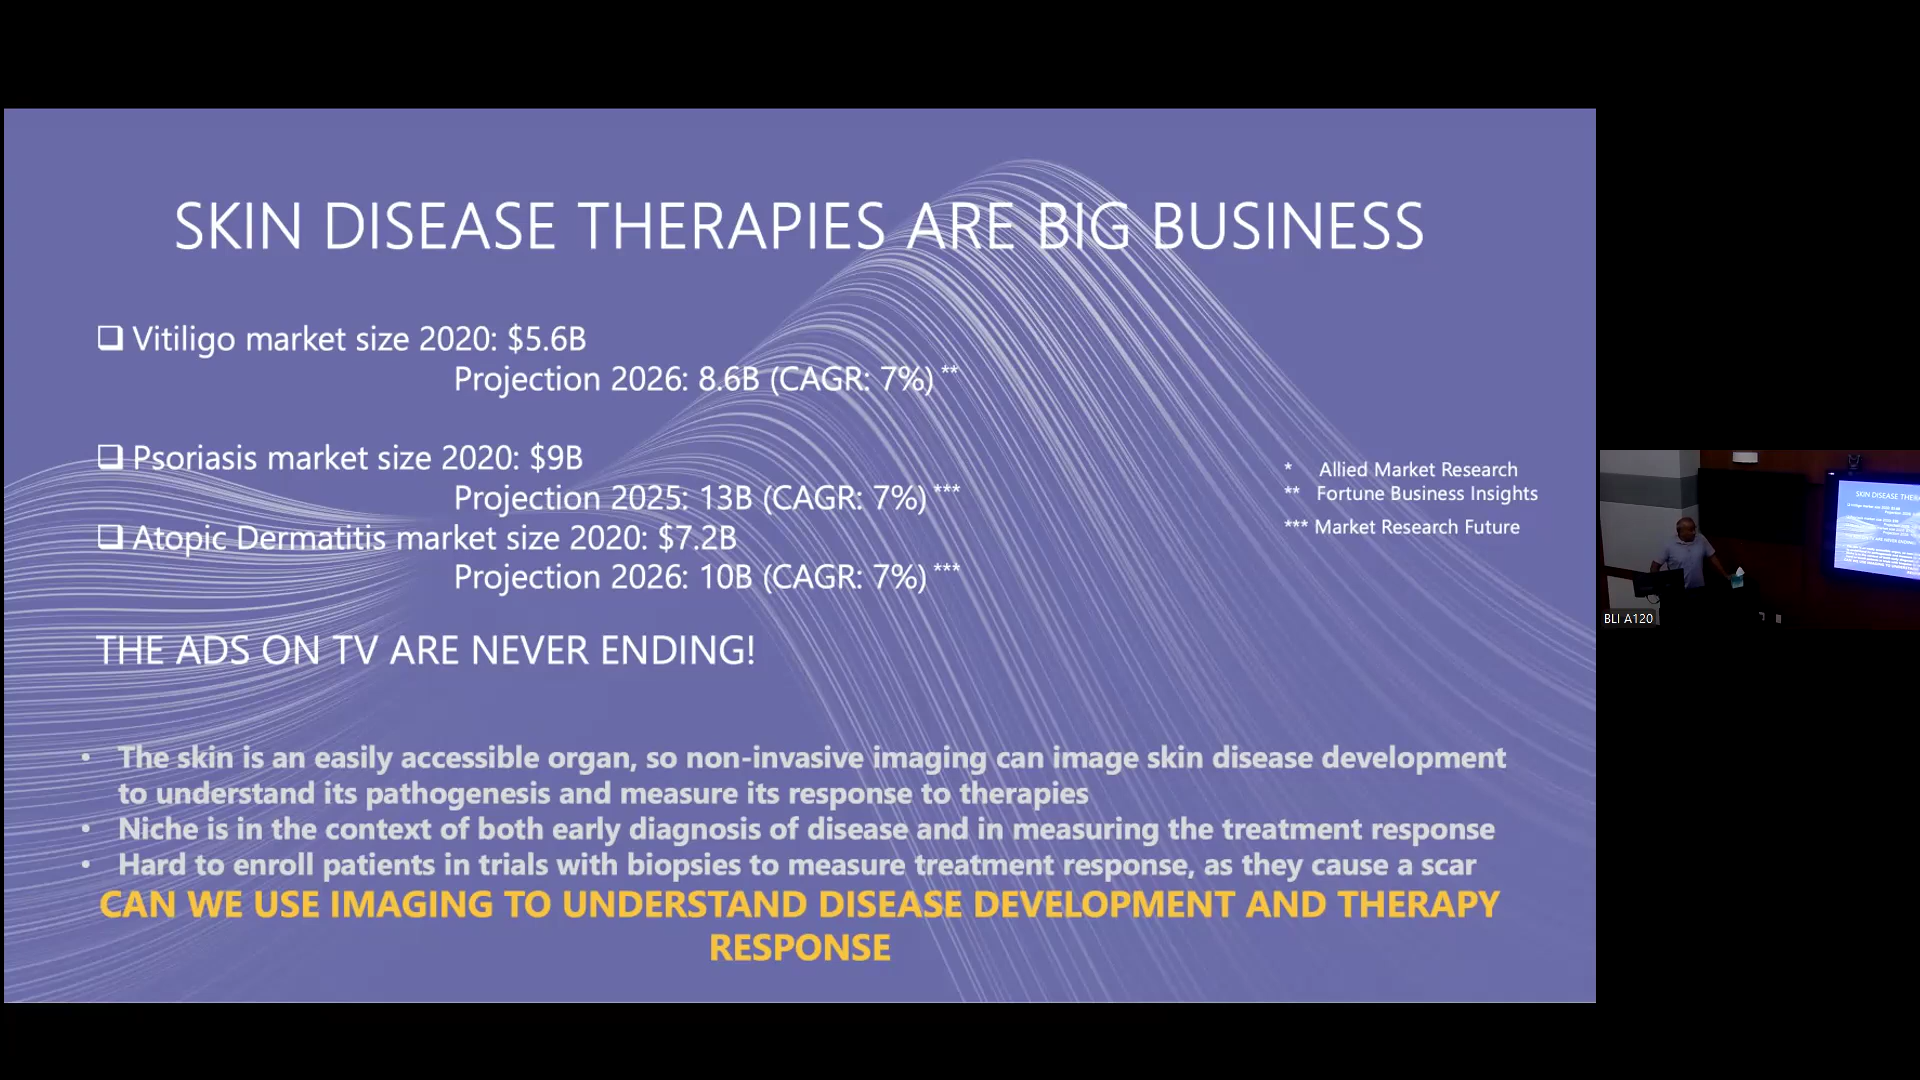 SKIN DISEASE THERAPIES ARE BIG BUSINESS
❑ Vitiligo market size 2020: $5.6B
Projection 2026: 8.6B (CAGR: 7%) **
❑ Psoriasis market size 2020: $9B
Projection 2025: 13B (CAGR: 7%) ***
❑ Atopic Dermatitis market size 2020: $7.2B
Projection 2026: 10B (CAGR: 7%) ***
* Allied Market Research
** Fortune Business Insights
*** Market Research Future
THE ADS ON TV ARE NEVER ENDING!
• The skin is an easily accessible organ, so non-invasive imaging can image skin disease development
to understand its pathogenesis and measure its response to therapies
• Niche is in the context of both early diagnosis of disease and in measuring the treatment response
• Hard to enroll patients in trials with biopsies to measure treatment response, as they cause a scar
CAN WE USE IMAGING TO UNDERSTAND DISEASE DEVELOPMENT AND THERAPY
RESPONSE
SKIN DISEASE
BLI A120